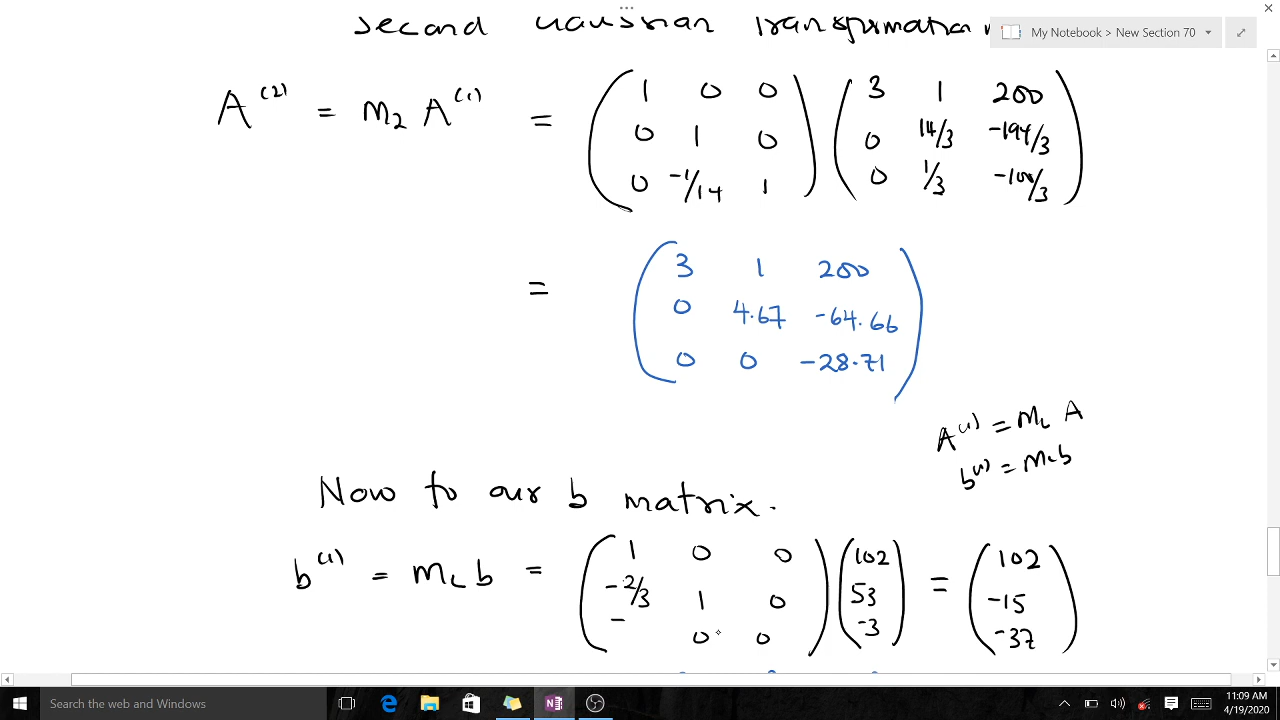 second Gaussian Transformation
My Notebook > New Section 70
A^(2) = M2 A^(1) = ( 1 0 0 ) ( 3 1 200 )
( 0 1 0 ) ( 0 14/3 -194/3 )
( 0 -1/14 1 ) ( 0 1/3 -100/3 )
= ( 3 1 200 )
( 0 4.67 -64.66 )
( 0 0 -28.71 )
A^(1) = M1 A
b^(1) = M1 b
Now to our b matrix.
b^(1) = M1 b = ( 1 0 0 ) ( 102 ) = ( 102 )
( -2/3 1 0 ) ( 53 ) ( -15 )
( - 0 0 ) ( -3 ) ( -37 )
Search the web and Windows
11:09 AM
4/19/2020